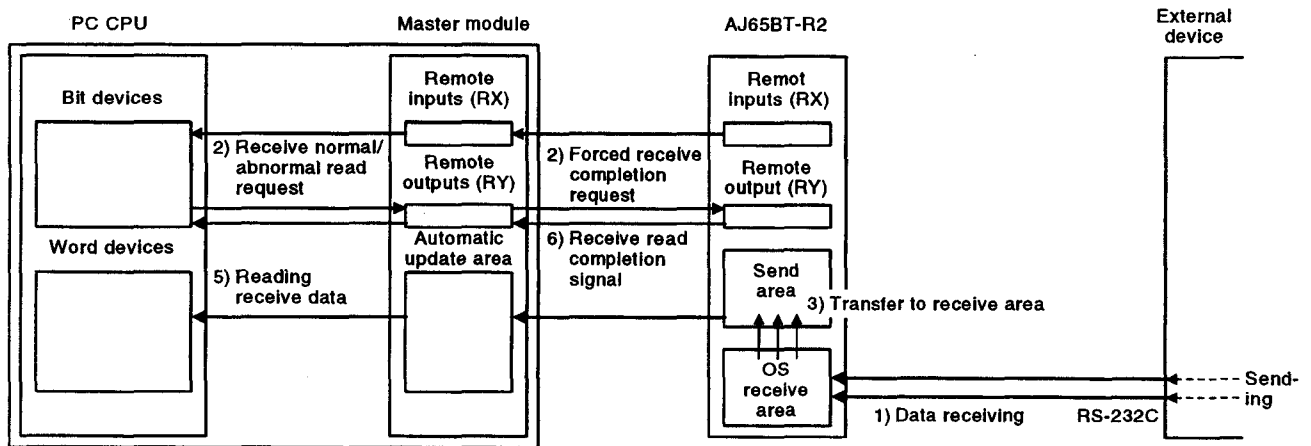 PC CPU
Master module
AJ65BT-R2
External
device
Bit devices
Remote
inputs (RX)
Remot
inputs (RX)
2) Receive normal/
abnormal read
request
Remote
outputs (RY)
2) Forced receive
completion
request
Remote
output (RY)
Word devices
Automatic
update area
6) Receive read
completion
signal
5) Reading
receive data
Send
area
3) Transfer to receive area
OS
receive
area
1) Data receiving
RS-232C
Send-
ing